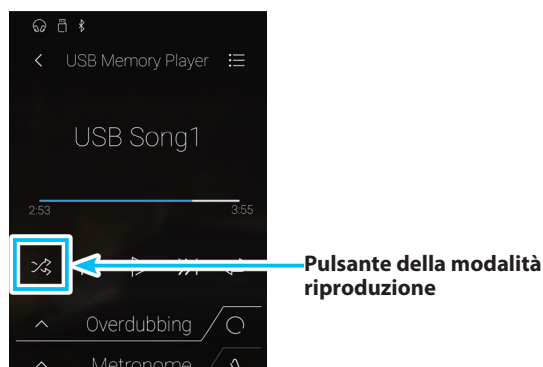 USB Memory Player
USB Song1
2:53 3:55
Pulsante della modalità
riproduzione
Overdubbing
Metronome